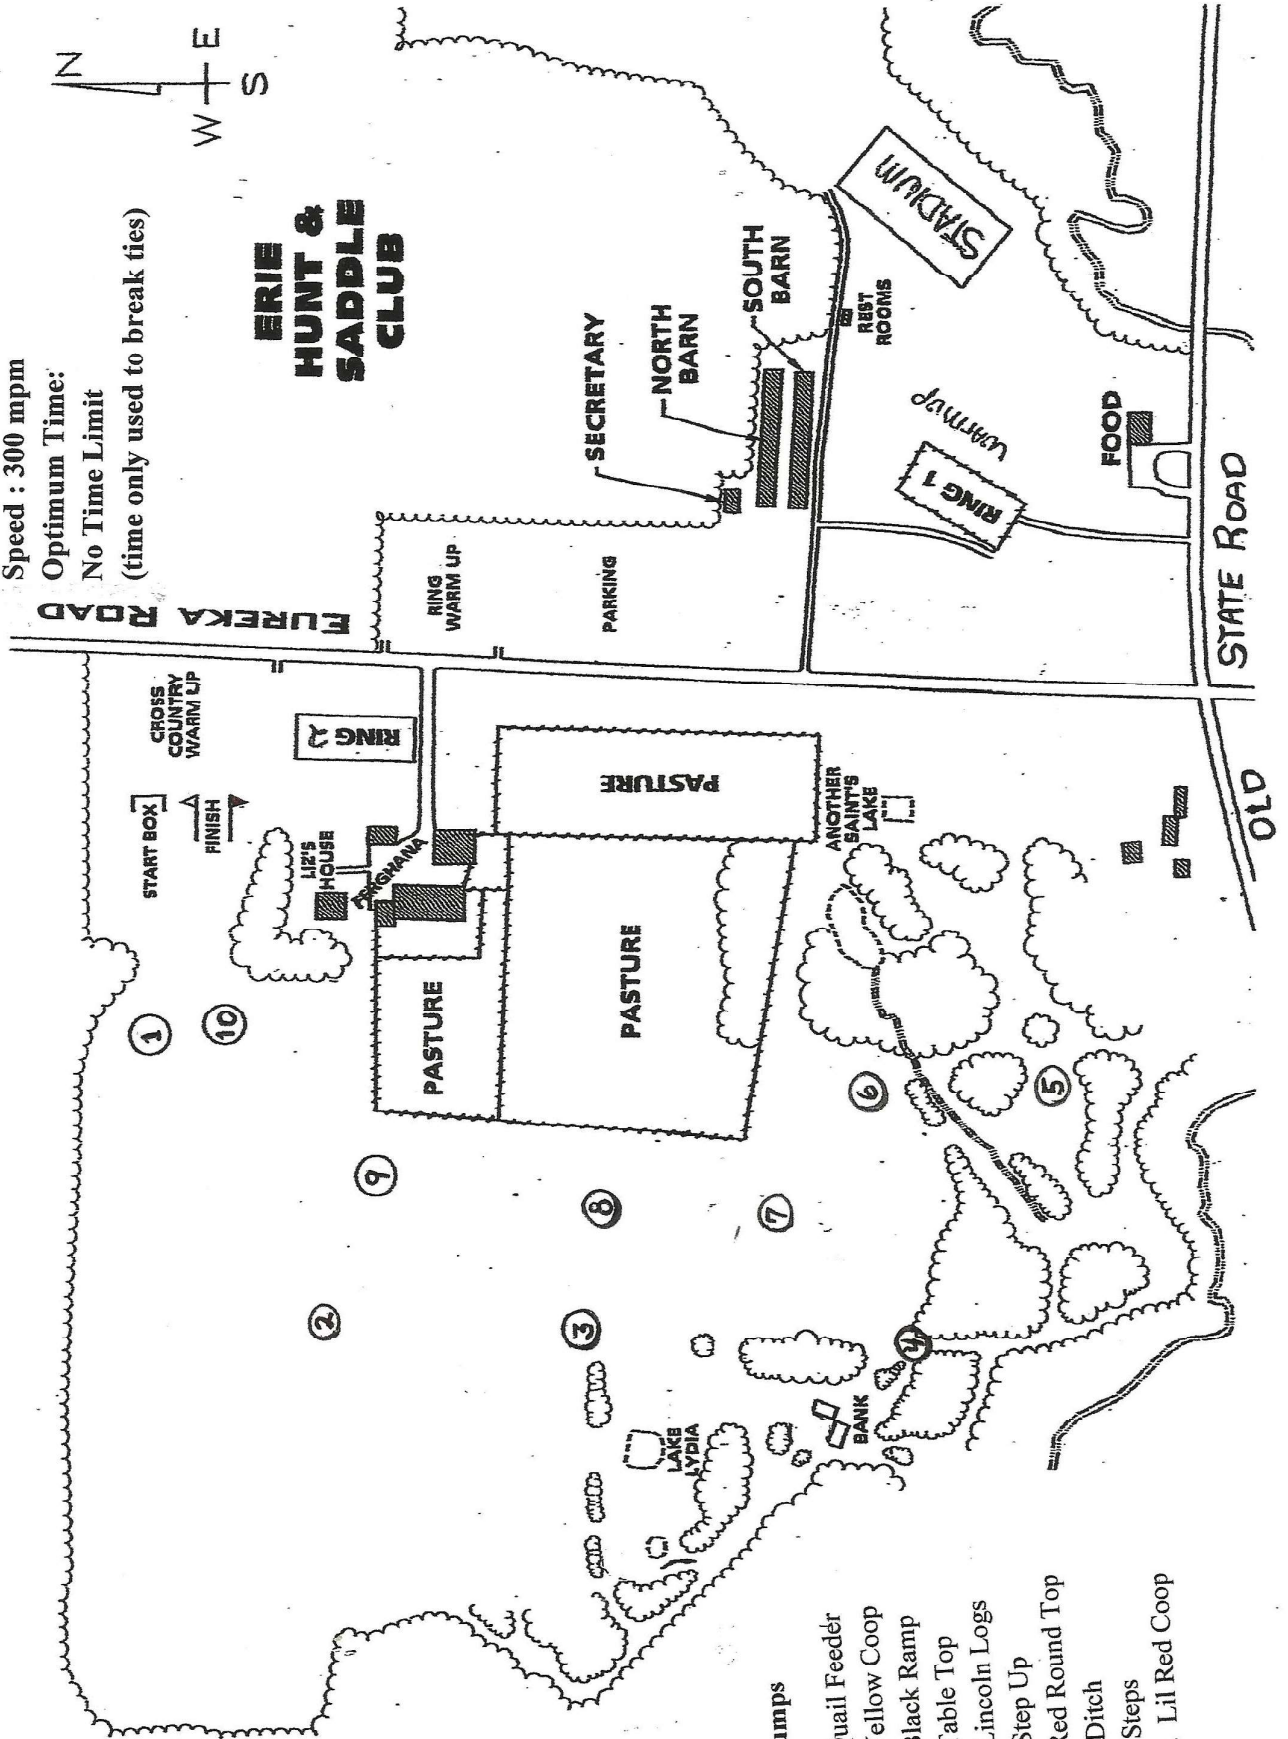 Speed : 300 mpm
Optimum Time:
No Time Limit
(time only used to break ties)
N
W
E
S
ERIE
HUNT &
SADDLE
CLUB
EUREKA ROAD
CROSS
COUNTRY
WARM UP
START BOX
FINISH
RING 2
LIZ'S
HOUSE
RING
WARM UP
PARKING
SECRETARY
NORTH
BARN
SOUTH
BARN
STADIUM
REST
ROOMS
WARMUP
RING 1
FOOD
STATE ROAD
OLD
PASTURE
PASTURE
PASTURE
ANOTHER
SAINT'S
LAKE
LAKE
LYDIA
BANK
1
2
3
4
5
6
7
8
9
10
umps
uail Feeder
ellow Coop
Black Ramp
Table Top
Lincoln Logs
Step Up
Red Round Top
Ditch
Steps
Lil Red Coop